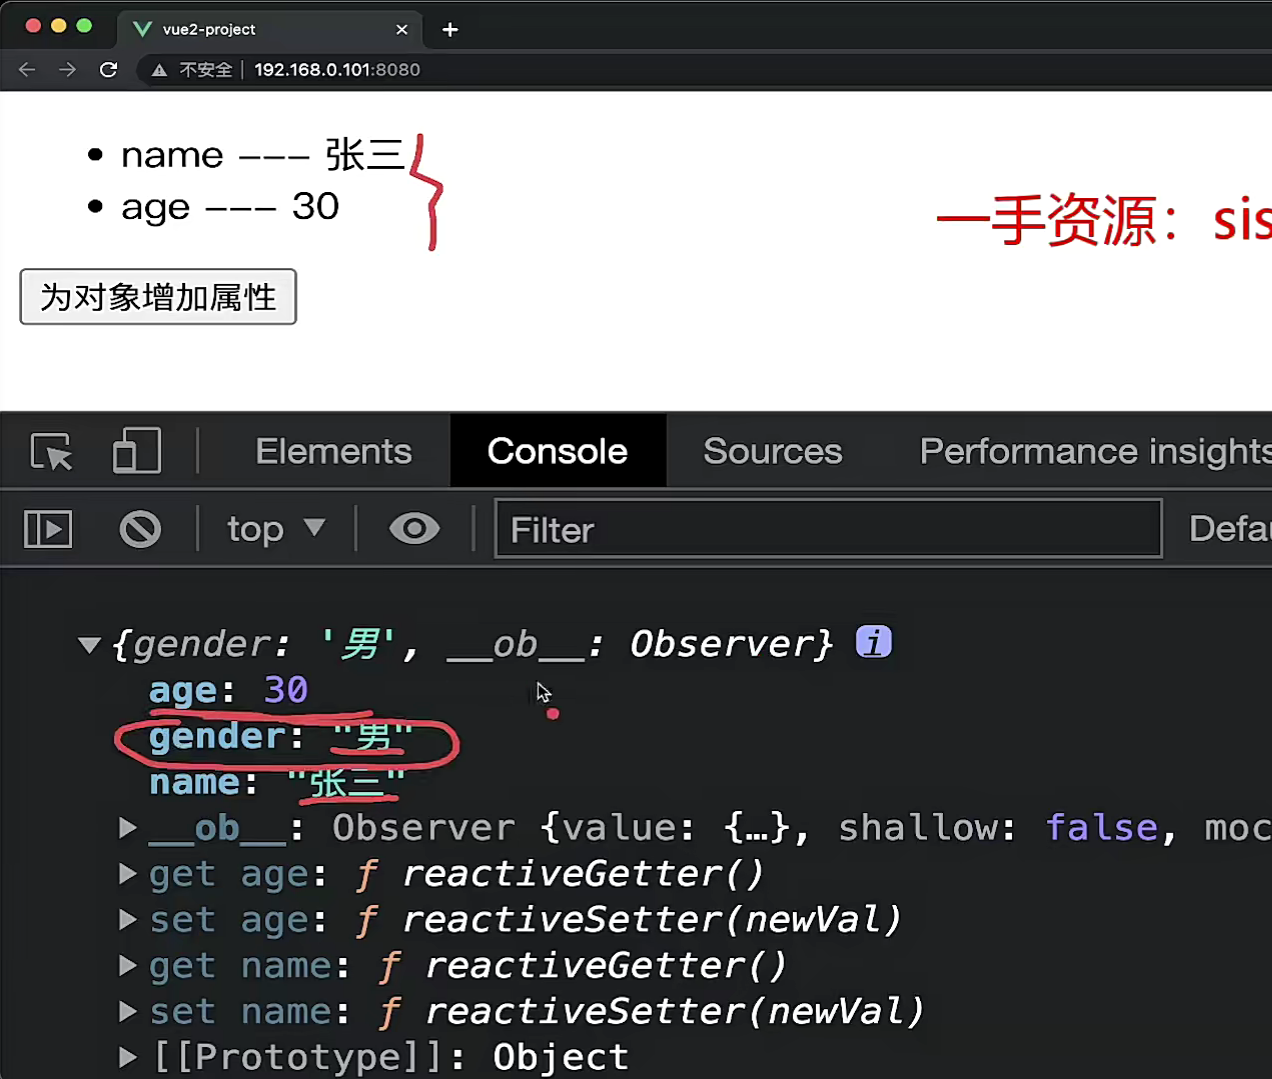 vue2-project
不安全 192.168.0.101:8080
name --- 张三
age --- 30
一手资源：sis
为对象增加属性
Elements Console Sources Performance insights
top Filter Defau
{gender: '男', __ob__: Observer} i
age: 30
gender: "男"
name: "张三"
__ob__: Observer {value: {…}, shallow: false, moc
get age: ƒ reactiveGetter()
set age: ƒ reactiveSetter(newVal)
get name: ƒ reactiveGetter()
set name: ƒ reactiveSetter(newVal)
[[Prototype]]: Object